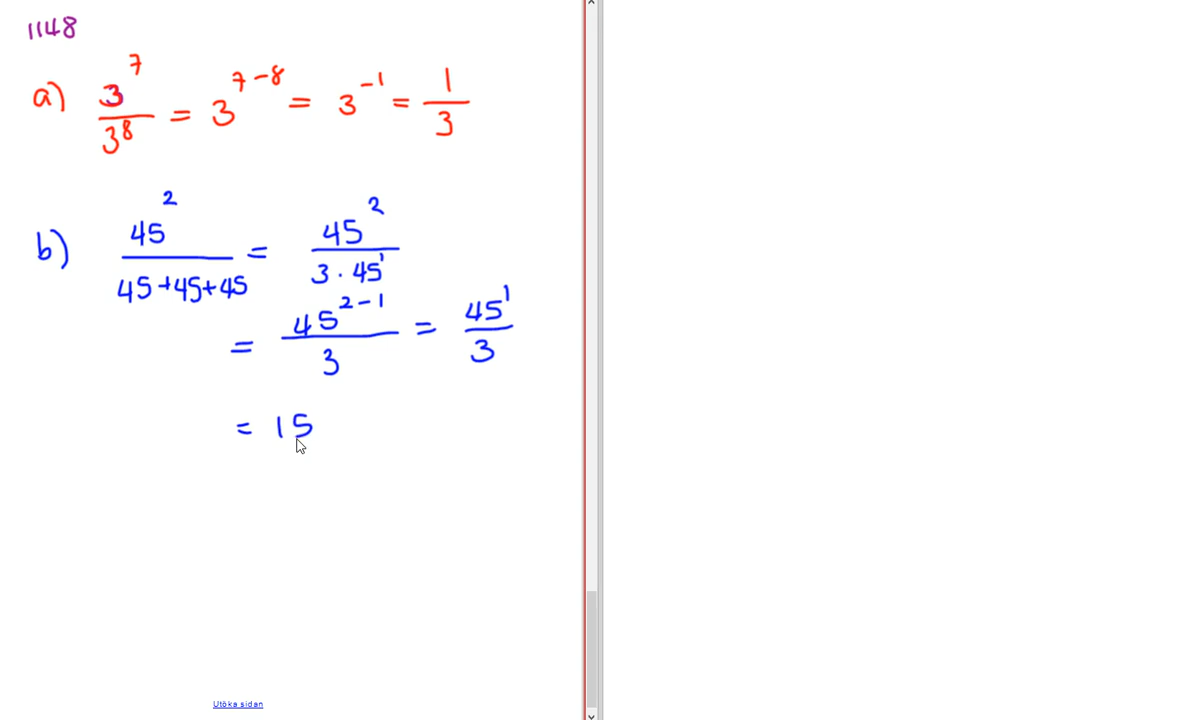 1148
a) 3^7/3^8 = 3^(7-8) = 3^(-1) = 1/3
b) 45^2/(45+45+45) = 45^2/(3·45^1)
= 45^(2-1)/3 = 45^1/3
= 15
Utöka sidan